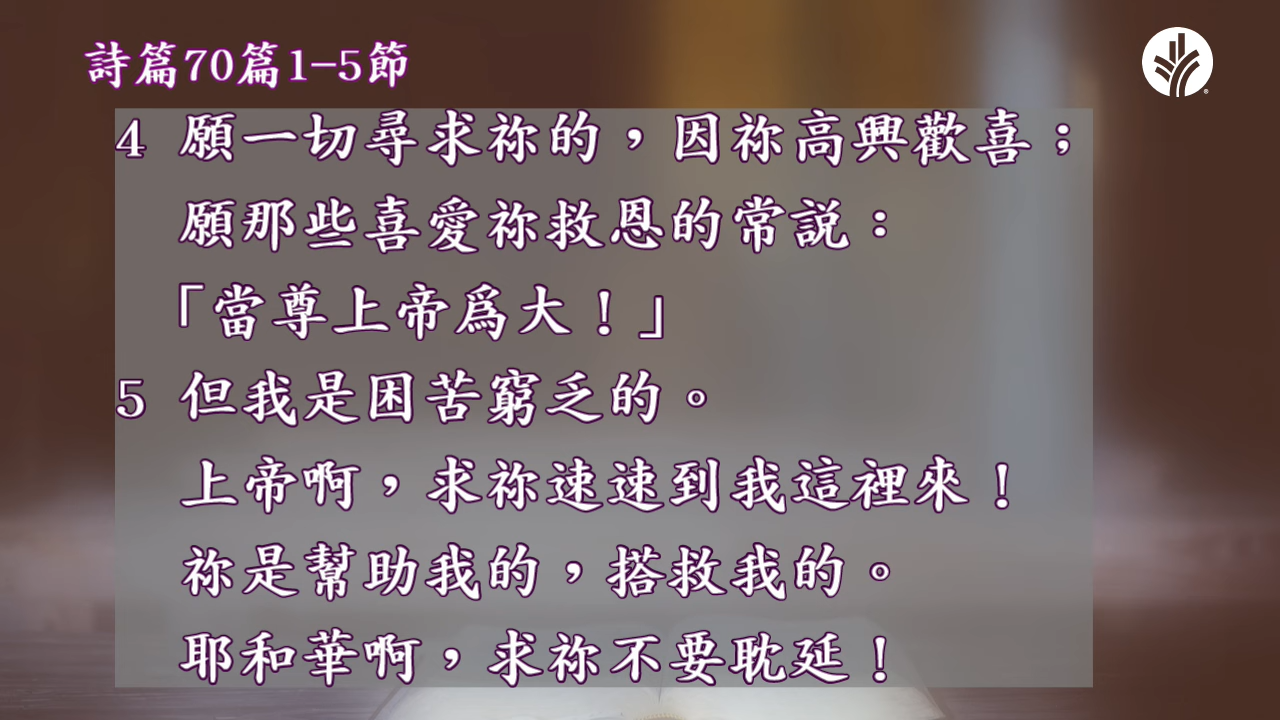 詩篇70篇1-5節
4 願一切尋求祢的，因祢高興歡喜；
願那些喜愛祢救恩的常説：
「當尊上帝爲大！」
5 但我是困苦窮乏的。
上帝啊，求祢速速到我這裡來！
祢是幫助我的，搭救我的。
耶和華啊，求祢不要耽延！